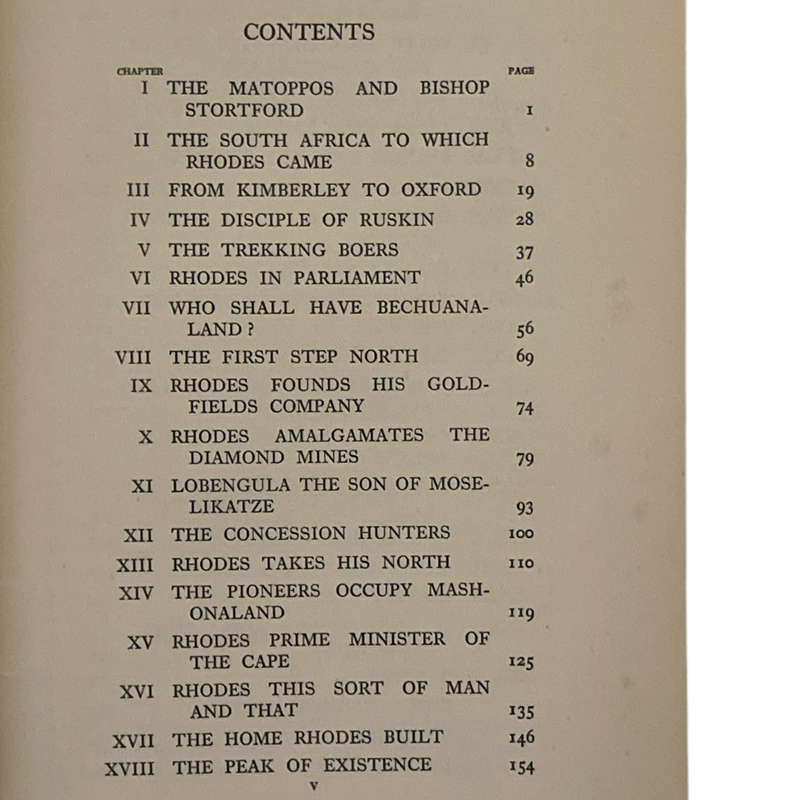 CONTENTS
CHAPTER PAGE
I THE MATOPPOS AND BISHOP
STORTFORD 1
II THE SOUTH AFRICA TO WHICH
RHODES CAME 8
III FROM KIMBERLEY TO OXFORD 19
IV THE DISCIPLE OF RUSKIN 28
V THE TREKKING BOERS 37
VI RHODES IN PARLIAMENT 46
VII WHO SHALL HAVE BECHUANA-
LAND? 56
VIII THE FIRST STEP NORTH 69
IX RHODES FOUNDS HIS GOLD-
FIELDS COMPANY 74
X RHODES AMALGAMATES THE
DIAMOND MINES 79
XI LOBENGULA THE SON OF MOSE-
LIKATZE 93
XII THE CONCESSION HUNTERS 100
XIII RHODES TAKES HIS NORTH 110
XIV THE PIONEERS OCCUPY MASH-
ONALAND 119
XV RHODES PRIME MINISTER OF
THE CAPE 125
XVI RHODES THIS SORT OF MAN
AND THAT 135
XVII THE HOME RHODES BUILT 146
XVIII THE PEAK OF EXISTENCE 154
v